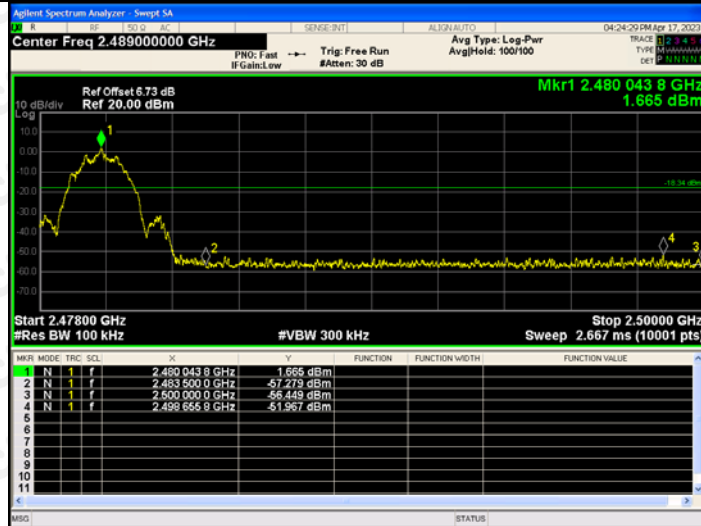 Agilent Spectrum Analyzer - Swept SA
R RF 50 Ω AC SENSE:INT ALIGN AUTO 04:24:29 PM Apr 17, 2023
Center Freq 2.489000000 GHz
PNO: Fast
IFGain:Low
Trig: Free Run
#Atten: 30 dB
Avg Type: Log-Pwr
Avg|Hold: 100/100
TRACE 1 2 3 4 5
TYPE M
DET P N N N N
Mkr1 2.480 043 8 GHz
1.665 dBm
Ref Offset 6.73 dB
10 dB/div Ref 20.00 dBm
Log
10.0
0.00
-10.0
-20.0
-30.0
-40.0
-50.0
-60.0
-70.0
1
-18.34 dBm
2
4
3
Start 2.47800 GHz Stop 2.50000 GHz
#Res BW 100 kHz #VBW 300 kHz Sweep 2.667 ms (10001 pts)
MKR MODE TRC SCL X Y FUNCTION FUNCTION WIDTH FUNCTION VALUE
1 N 1 f 2.480 043 8 GHz 1.665 dBm
2 N 1 f 2.483 500 0 GHz -57.279 dBm
3 N 1 f 2.500 000 0 GHz -56.449 dBm
4 N 1 f 2.498 655 8 GHz -51.967 dBm
5
6
7
8
9
10
11
MSG STATUS